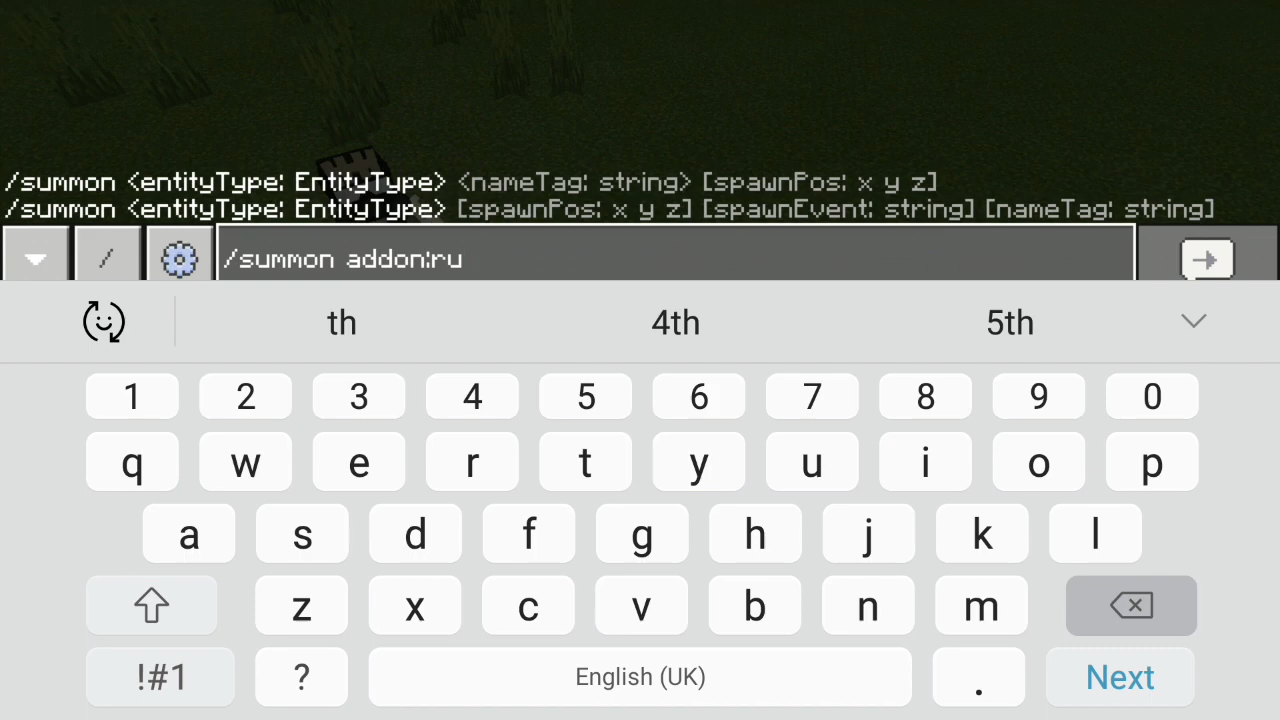 /summon <entityType: EntityType> <nameTag: string> [spawnPos: x y z]
/summon <entityType: EntityType> [spawnPos: x y z] [spawnEvent: string] [nameTag: string]
/
/summon addon:ru
th 4th 5th
1 2 3 4 5 6 7 8 9 0
q w e r t y u i o p
a s d f g h j k l
z x c v b n m
!#1 ? English (UK) . Next